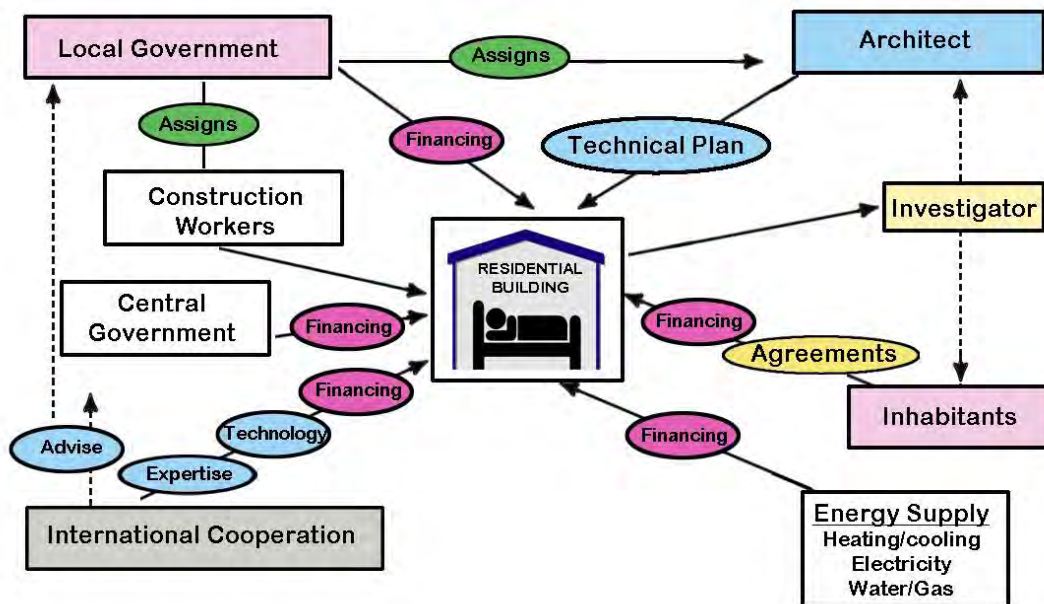 Local Government
Assigns
Architect
Assigns
Financing
Technical Plan
Construction
Workers
Investigator
RESIDENTIAL
BUILDING
Central
Government
Financing
Financing
Agreements
Financing
Technology
Inhabitants
Advise
Expertise
Financing
International Cooperation
Energy Supply
Heating/cooling
Electricity
Water/Gas